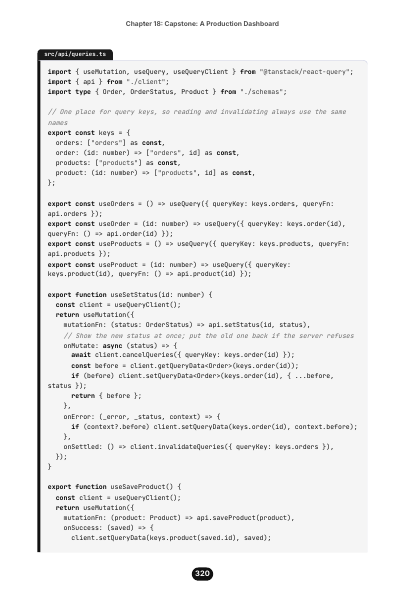 Chapter 18: Capstone: A Production Dashboard
src/api/queries.ts
import { useMutation, useQuery, useQueryClient } from "@tanstack/react-query";
import { api } from "./client";
import type { Order, OrderStatus, Product } from "./schemas";
// One place for query keys, so reading and invalidating always use the same
names
export const keys = {
orders: ["orders"] as const,
order: (id: number) => ["orders", id] as const,
products: ["products"] as const,
product: (id: number) => ["products", id] as const,
};
export const useOrders = () => useQuery({ queryKey: keys.orders, queryFn:
api.orders });
export const useOrder = (id: number) => useQuery({ queryKey: keys.order(id),
queryFn: () => api.order(id) });
export const useProducts = () => useQuery({ queryKey: keys.products, queryFn:
api.products });
export const useProduct = (id: number) => useQuery({ queryKey:
keys.product(id), queryFn: () => api.product(id) });
export function useSetStatus(id: number) {
const client = useQueryClient();
return useMutation({
mutationFn: (status: OrderStatus) => api.setStatus(id, status),
// Show the new status at once; put the old one back if the server refuses
onMutate: async (status) => {
await client.cancelQueries({ queryKey: keys.order(id) });
const before = client.getQueryData<Order>(keys.order(id));
if (before) client.setQueryData<Order>(keys.order(id), { ...before,
status });
return { before };
},
onError: (_error, _status, context) => {
if (context?.before) client.setQueryData(keys.order(id), context.before);
},
onSettled: () => client.invalidateQueries({ queryKey: keys.orders }),
});
}
export function useSaveProduct() {
const client = useQueryClient();
return useMutation({
mutationFn: (product: Product) => api.saveProduct(product),
onSuccess: (saved) => {
client.setQueryData(keys.product(saved.id), saved);
320